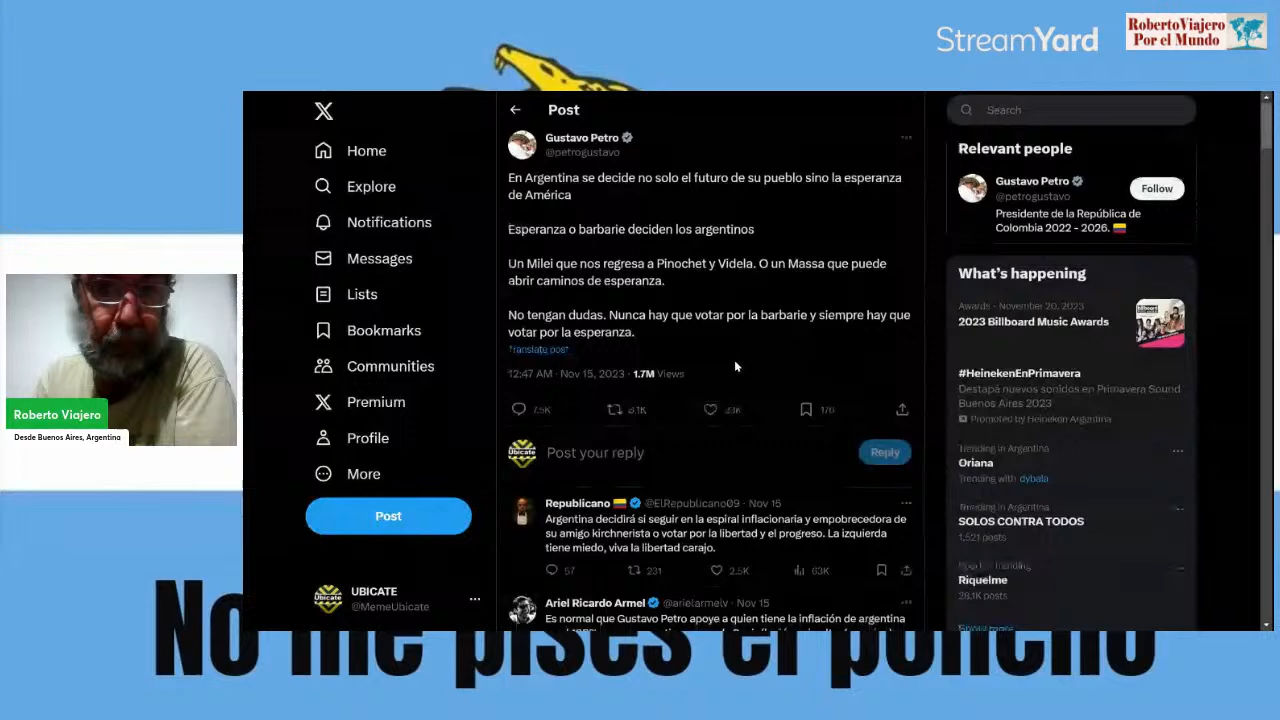 StreamYard
RobertoViajero
Por el Mundo
X
Home
Explore
Notifications
Messages
Lists
Bookmarks
Communities
Premium
Profile
More
Post
UBICATE
@MemeUbicate
Post
Gustavo Petro
@petrogustavo
En Argentina se decide no solo el futuro de su pueblo sino la esperanza
de América
Esperanza o barbarie deciden los argentinos
Un Milei que nos regresa a Pinochet y Videla. O un Massa que puede
abrir caminos de esperanza.
No tengan dudas. Nunca hay que votar por la barbarie y siempre hay que
votar por la esperanza.
Translate post
12:47 AM · Nov 15, 2023 · 1.7M Views
Post your reply
Reply
Republicano @ElRepublicano09 · Nov 15
Argentina decidirá si seguir en la espiral inflacionaria y empobrecedora de
su amigo kirchnerista o votar por la libertad y el progreso. La izquierda
tiene miedo, viva la libertad carajo.
57 231 2.5K 63K
Ariel Ricardo Armel @arielarmelv · Nov 15
Es normal que Gustavo Petro apoye a quien tiene la inflación de argentina
Search
Relevant people
Gustavo Petro
@petrogustavo
Follow
Presidente de la República de
Colombia 2022 - 2026.
What's happening
Awards · November 20, 2023
2023 Billboard Music Awards
#HeinekenEnPrimavera
Destapá nuevos sonidos en Primavera Sound
Buenos Aires 2023
Promoted by Heineken Argentina
Trending in Argentina
Oriana
Trending with dybala
Trending in Argentina
SOLOS CONTRA TODOS
1,521 posts
Trending
Riquelme
28.1K posts
Show more
Roberto Viajero
Desde Buenos Aires, Argentina
No me pises el poncho